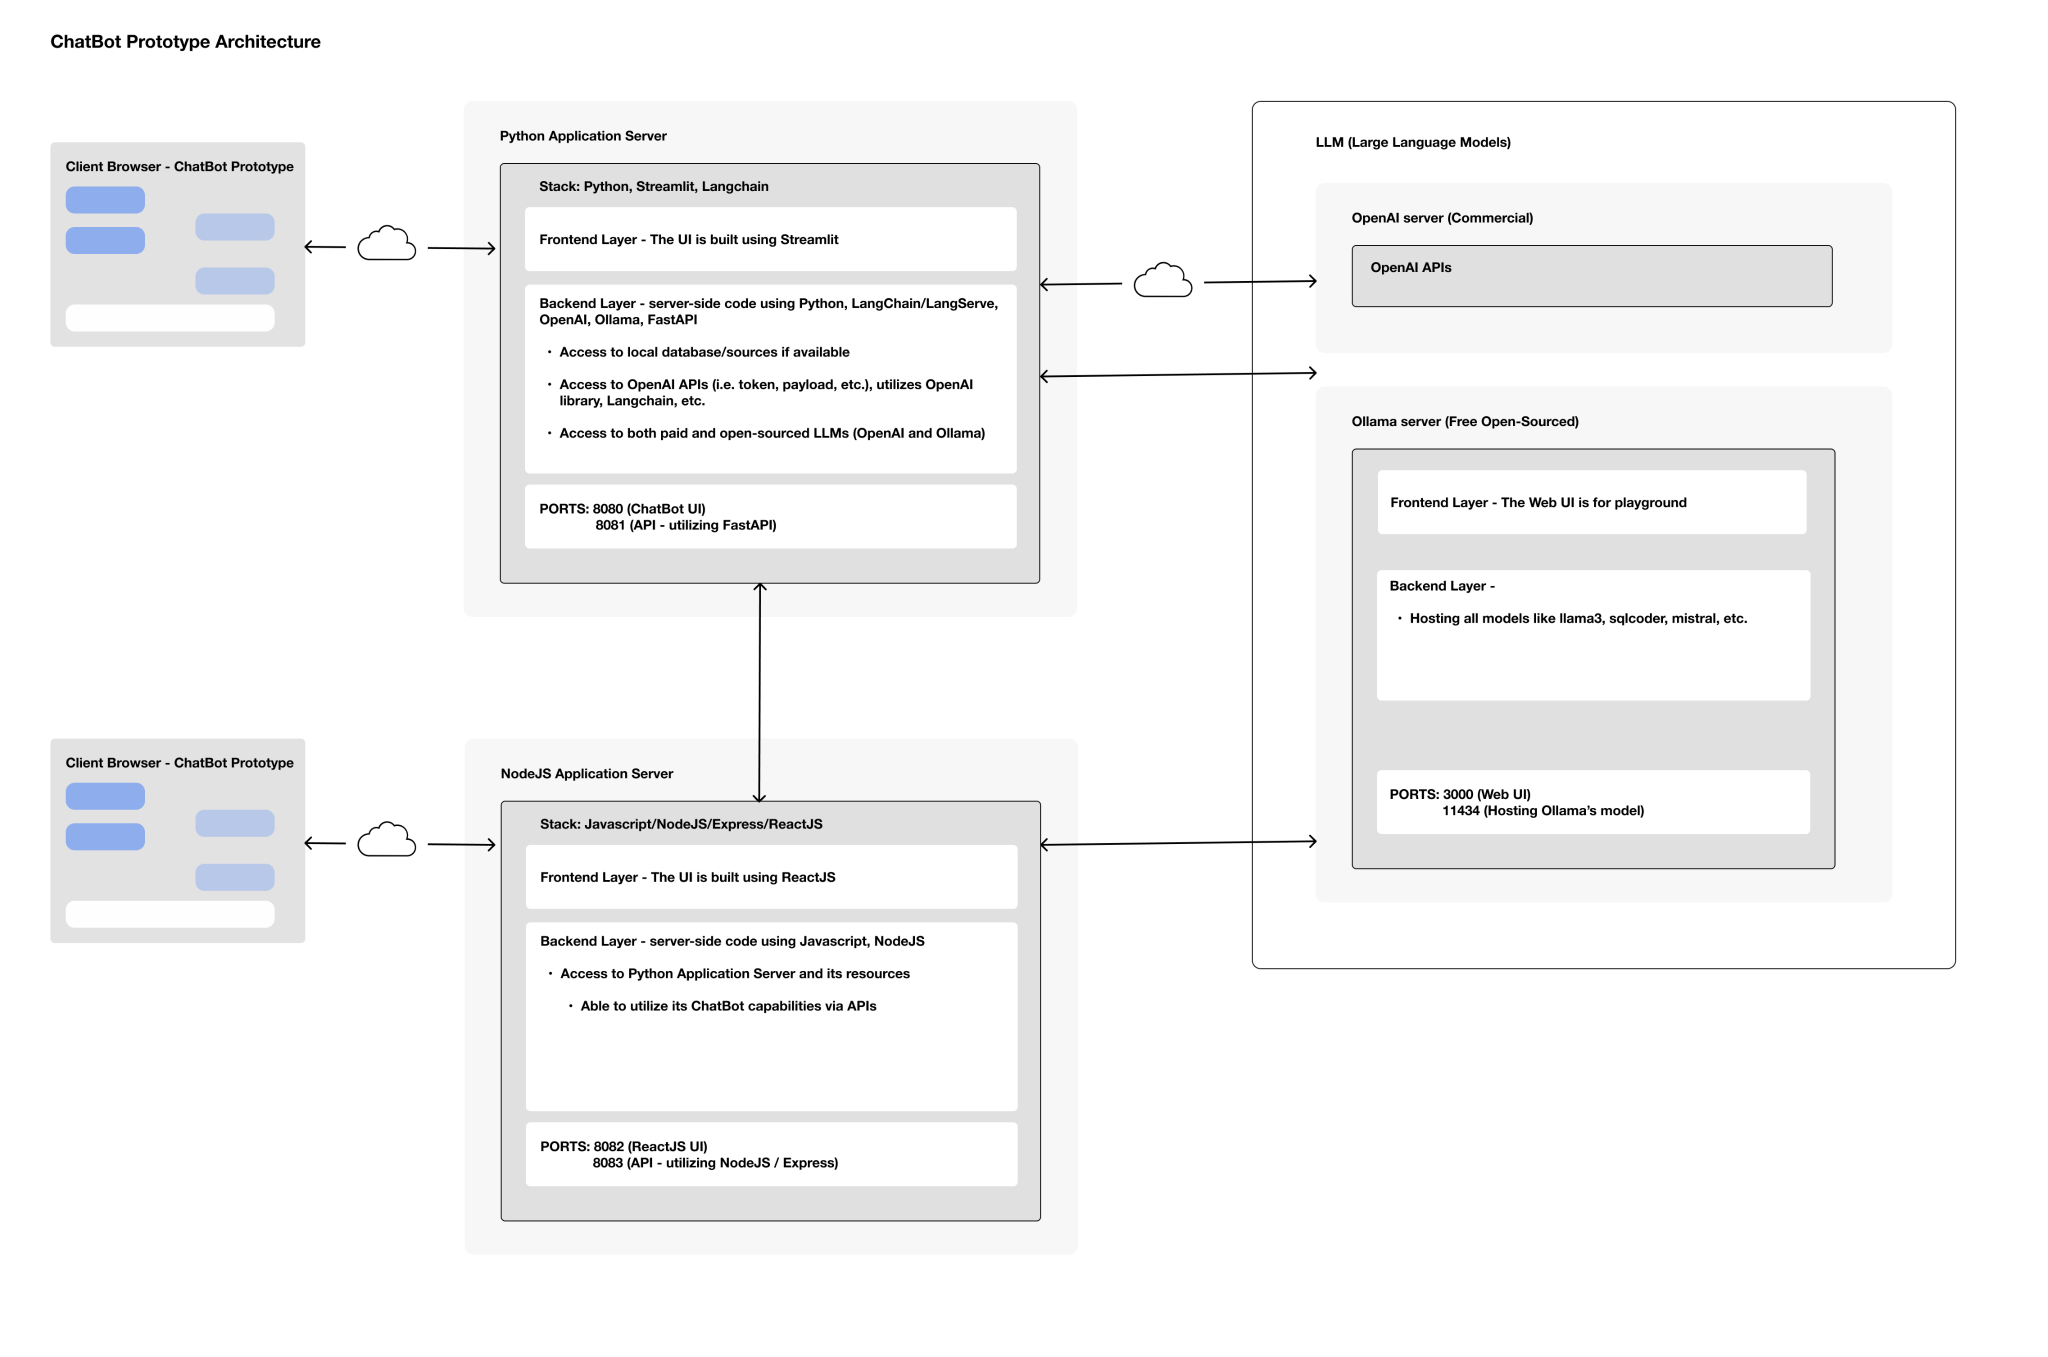 ChatBot Prototype Architecture
Client Browser - ChatBot Prototype
Python Application Server
Stack: Python, Streamlit, Langchain
Frontend Layer - The UI is built using Streamlit
Backend Layer - server-side code using Python, LangChain/LangServe,
OpenAI, Ollama, FastAPI
• Access to local database/sources if available
• Access to OpenAI APIs (i.e. token, payload, etc.), utilizes OpenAI
library, Langchain, etc.
• Access to both paid and open-sourced LLMs (OpenAI and Ollama)
PORTS: 8080 (ChatBot UI)
8081 (API - utilizing FastAPI)
LLM (Large Language Models)
OpenAI server (Commercial)
OpenAI APIs
Ollama server (Free Open-Sourced)
Frontend Layer - The Web UI is for playground
Backend Layer -
• Hosting all models like llama3, sqlcoder, mistral, etc.
PORTS: 3000 (Web UI)
11434 (Hosting Ollama’s model)
Client Browser - ChatBot Prototype
NodeJS Application Server
Stack: Javascript/NodeJS/Express/ReactJS
Frontend Layer - The UI is built using ReactJS
Backend Layer - server-side code using Javascript, NodeJS
• Access to Python Application Server and its resources
• Able to utilize its ChatBot capabilities via APIs
PORTS: 8082 (ReactJS UI)
8083 (API - utilizing NodeJS / Express)